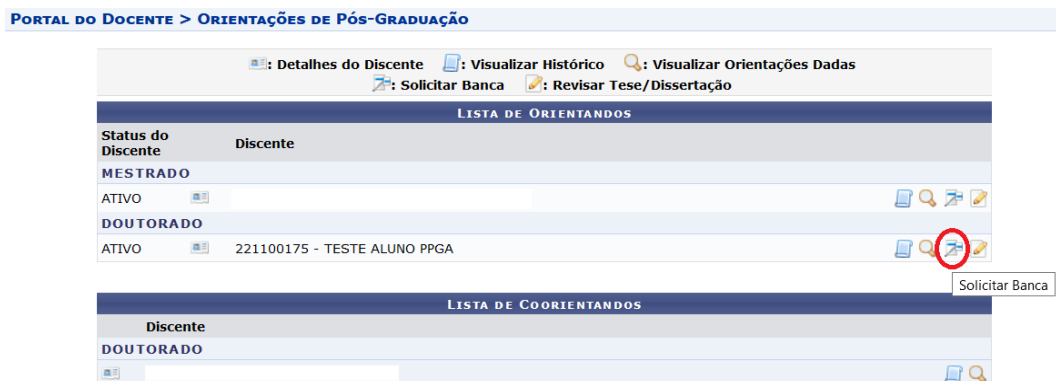 Portal do Docente > Orientações de Pós-Graduação
: Detalhes do Discente : Visualizar Histórico : Visualizar Orientações Dadas
: Solicitar Banca : Revisar Tese/Dissertação
Lista de Orientandos
Status do Discente Discente
MESTRADO
ATIVO
DOUTORADO
ATIVO 221100175 - TESTE ALUNO PPGA
Solicitar Banca
Lista de Coorientandos
Discente
DOUTORADO